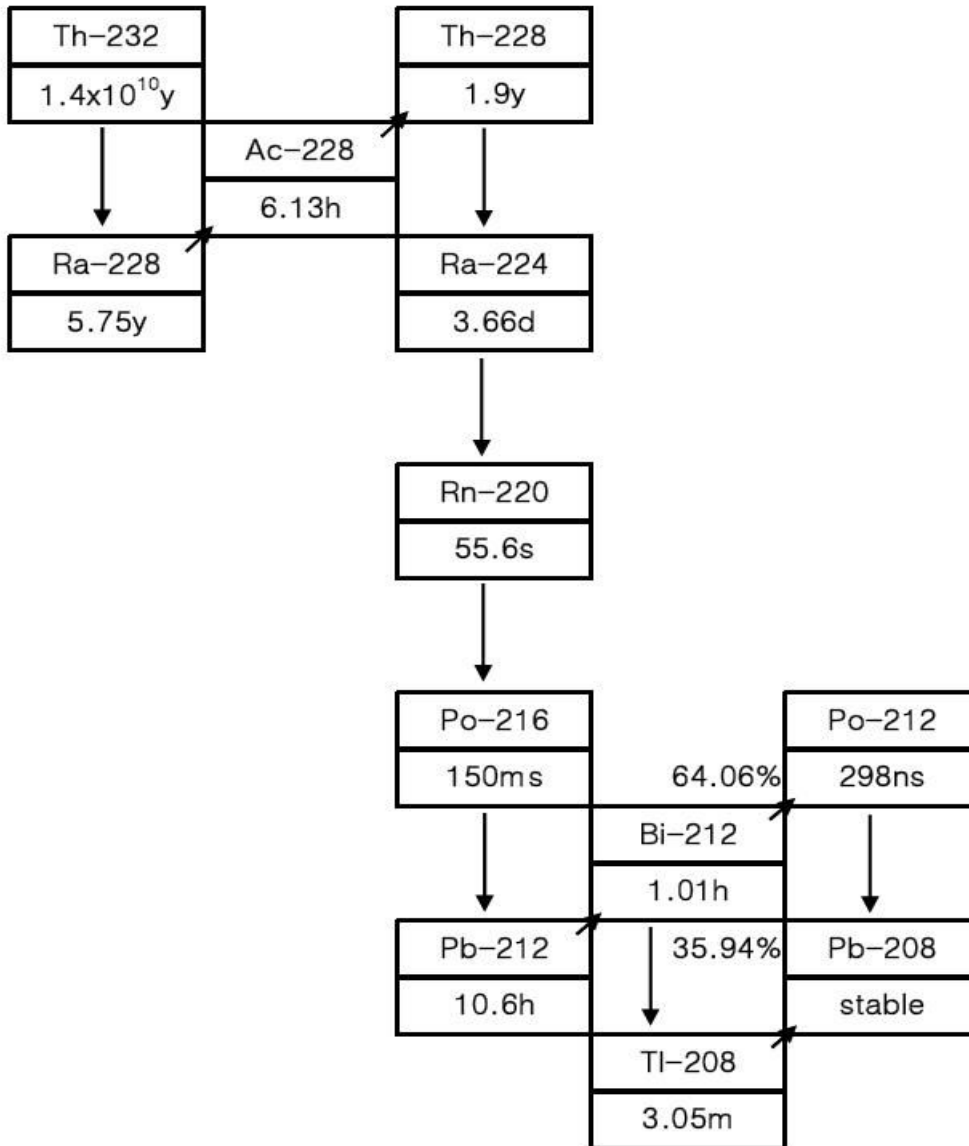 Th-232
1.4x10¹⁰y
Th-228
1.9y
Ac-228
6.13h
Ra-228
5.75y
Ra-224
3.66d
Rn-220
55.6s
Po-216
150ms
64.06%
Po-212
298ns
Bi-212
1.01h
Pb-212
10.6h
35.94%
Pb-208
stable
Tl-208
3.05m